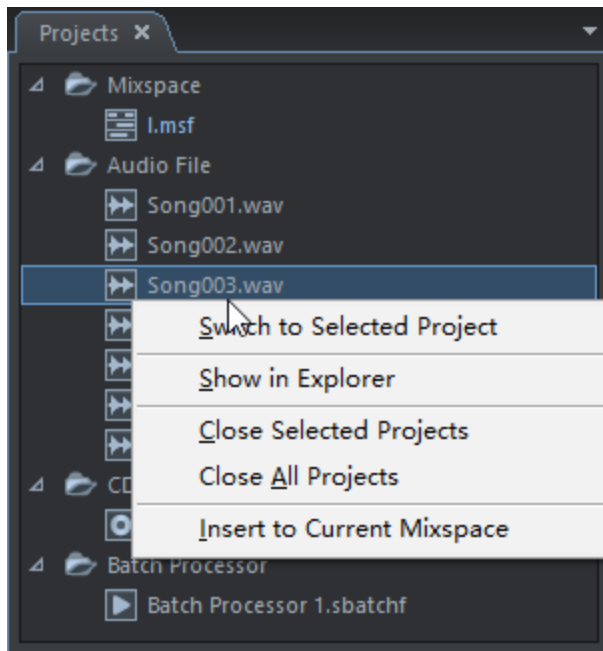 Projects
Mixspace
I.msf
Audio File
Song001.wav
Song002.wav
Song003.wav
Switch to Selected Project
Show in Explorer
Close Selected Projects
Close All Projects
Insert to Current Mixspace
Batch Processor
Batch Processor 1.sbatchf